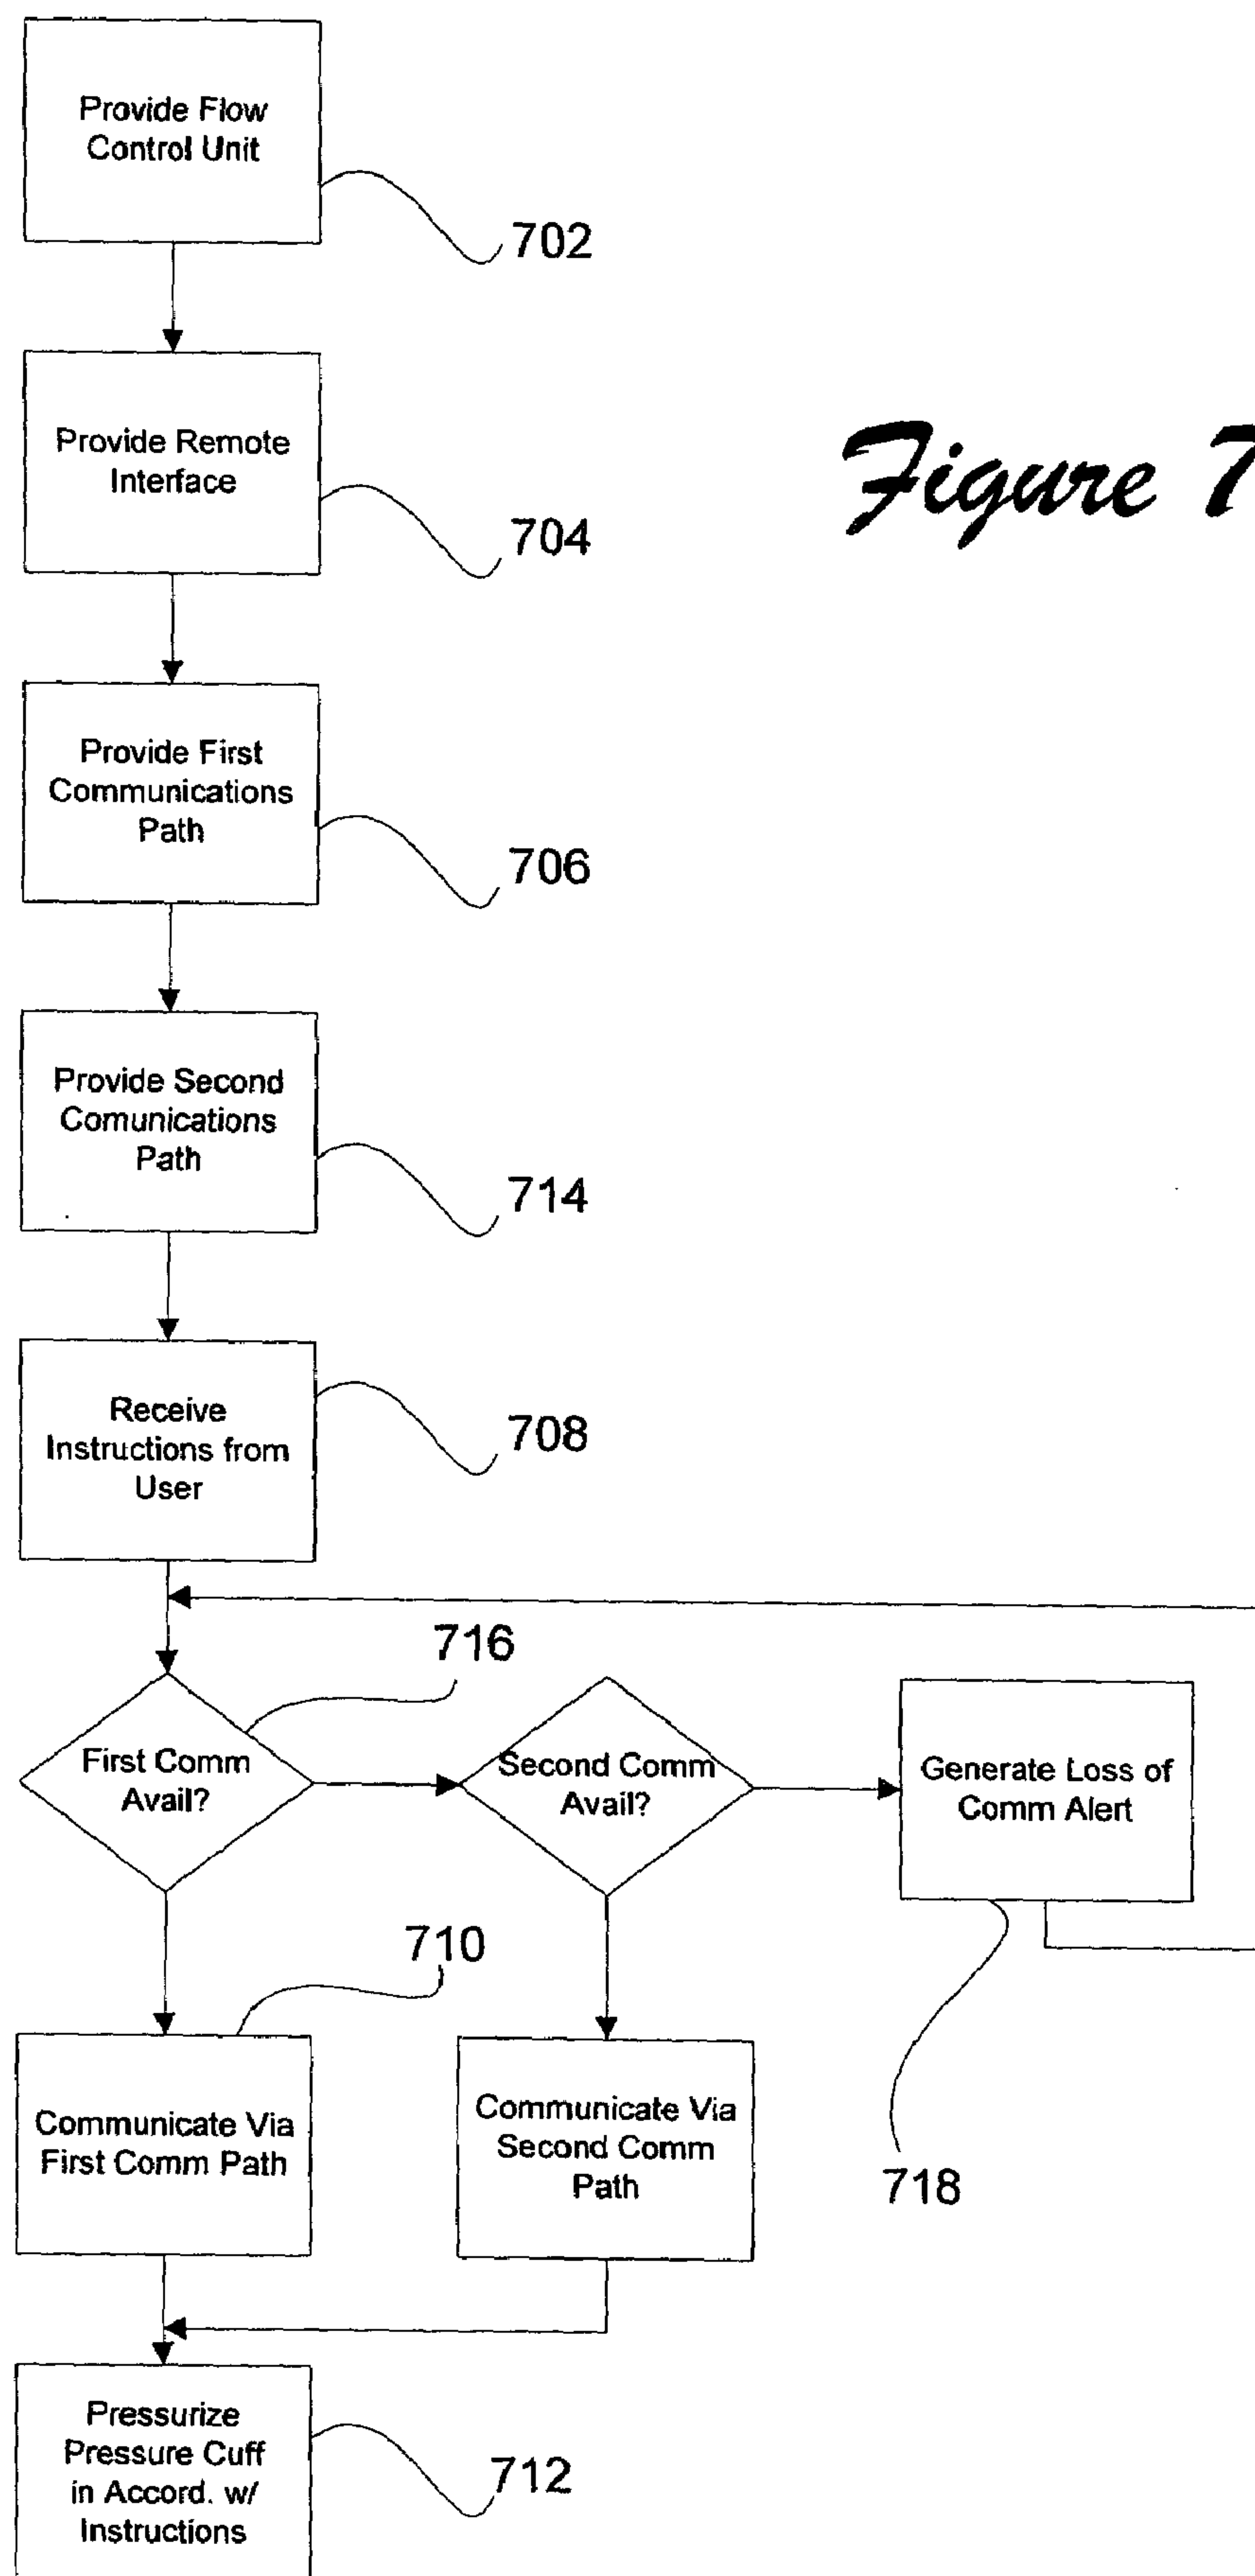 Provide Flow
Control Unit
702
Provide Remote
Interface
704
Figure 7
Provide First
Communications
Path
706
Provide Second
Comunications
Path
714
Receive
Instructions from
User
708
716
First Comm
Avail?
Second Comm
Avail?
Generate Loss of
Comm Alert
710
Communicate Via
First Comm Path
Communicate Via
Second Comm
Path
718
Pressurize
Pressure Cuff
in Accord. w/
Instructions
712